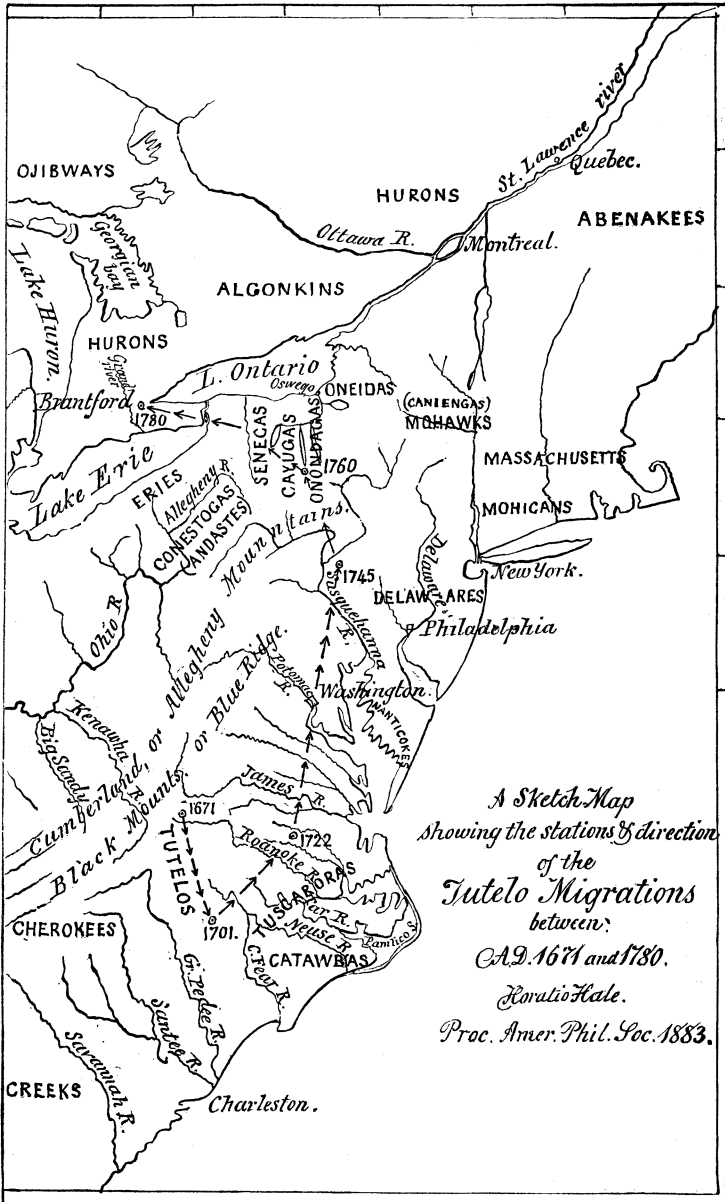 St. Lawrence river
Quebec.
OJIBWAYS
HURONS
ABENAKEES
Ottawa R.
Montreal.
Georgian
bay
Lake Huron.
ALGONKINS
HURONS
Grand
River
L. Ontario
Oswego
ONEIDAS
Brantford
1780
(CANIENGAS)
MOHAWKS
SENECAS
CAYUGAS
ONONDAGAS
1760
MASSACHUSETTS
Lake Erie
ERIES
Allegheny R.
CONESTOGAS
ANDASTES)
MOHICANS
1745
New York.
Delaware
DELAWARES
Philadelphia
Susquehanna
R.
Ohio R
Cumberland, or Allegheny Mountains.
Black Mounts. or Blue Ridge.
Potomac
R.
Washington.
NANTICOKES
Kenawha
R.
Big Sandy
James R.
1671
1722
TUTELOS
Roanoke R.
TUSCARORAS
Tar R.
Neuse R.
Pamlico S.
1701.
CHEROKEES
CATAWBAS
C. Fear R.
Gr. Pedee R.
Santee R.
Savannah R.
CREEKS
Charleston.
A Sketch Map
showing the stations & direction
of the
Tutelo Migrations
between
A.D. 1671 and 1780.
Horatio Hale.
Proc. Amer. Phil. Soc. 1883.